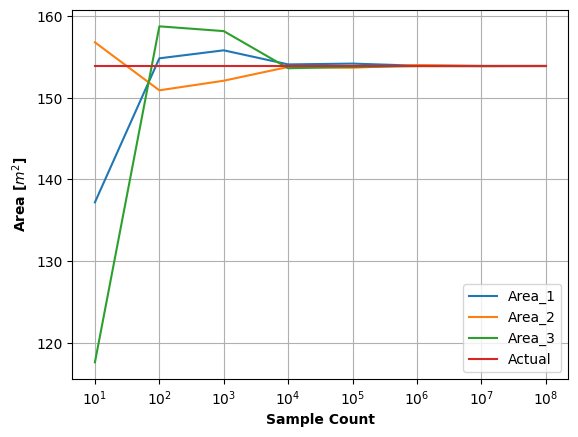 160
150
140
130
120
Area [$m^2$]
10¹ 10² 10³ 10⁴ 10⁵ 10⁶ 10⁷ 10⁸
Sample Count
Area_1
Area_2
Area_3
Actual